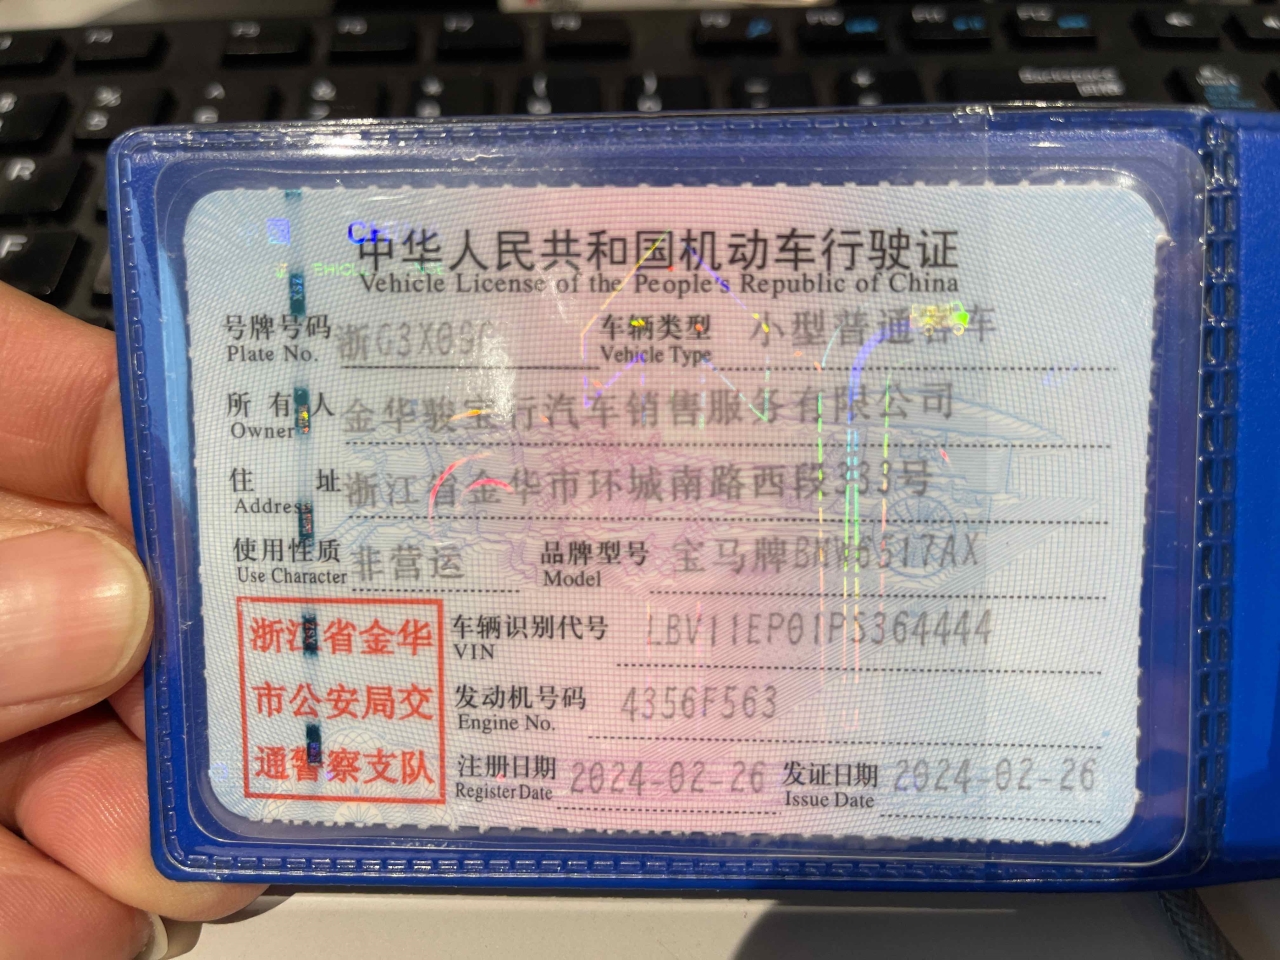 中华人民共和国机动车行驶证
Vehicle License of the People's Republic of China
号牌号码 浙G3X09 车辆类型 小型普通客车
Plate No. Vehicle Type
所有人 金华骏宝行汽车销售服务有限公司
Owner
住址 浙江省金华市环城南路西段333号
Address
使用性质 非营运 品牌型号 宝马牌BMW6517AX
Use Character Model
浙江省金华 车辆识别代号 LBV11EP01PS364444
VIN
市公安局交 发动机号码 4356F563
Engine No.
通警察支队 注册日期 2024-02-26 发证日期 2024-02-26
Register Date Issue Date